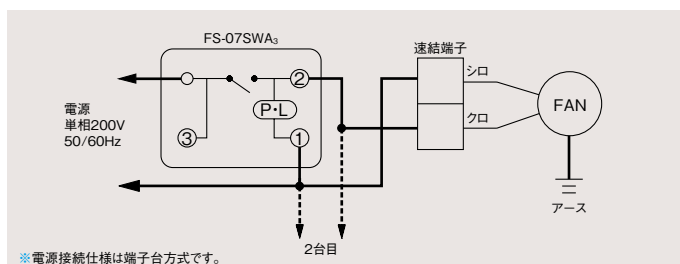 FS-07SWA₃
速結端子
シロ
②
FAN
P・L
電源
単相200V
50/60Hz
クロ
③
①
アース
2台目
※電源接続仕様は端子台方式です。